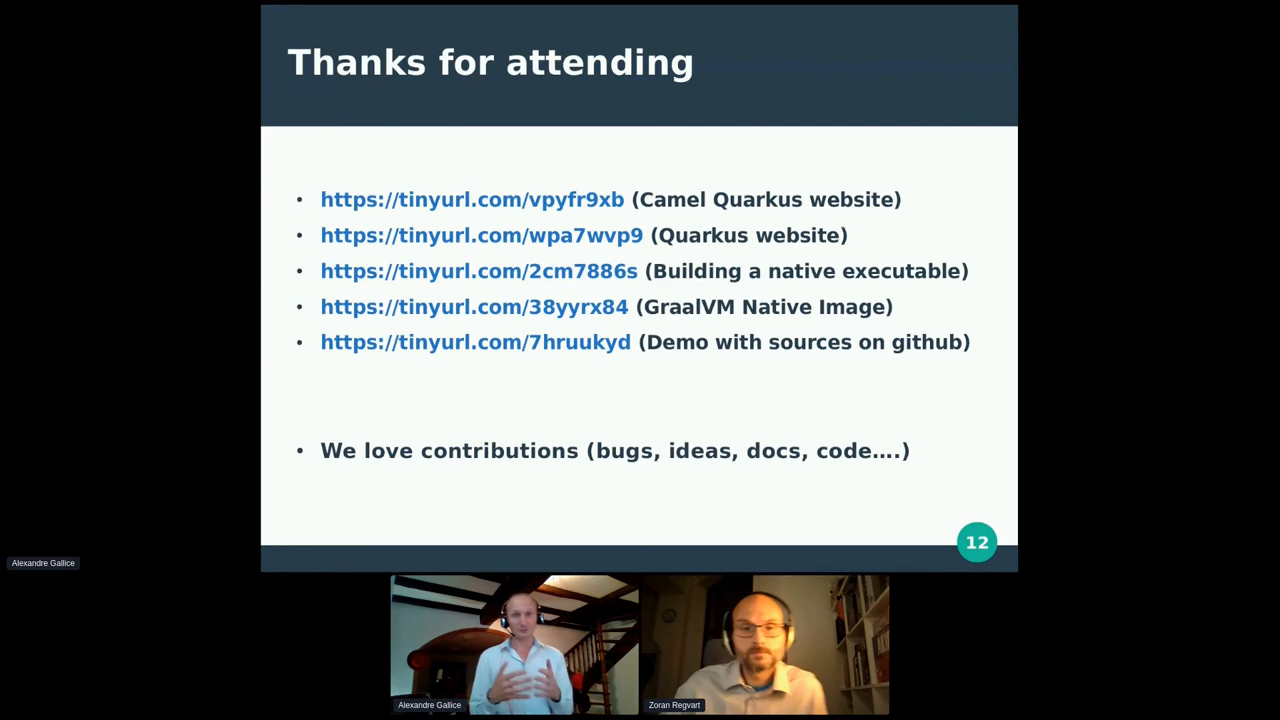 Thanks for attending
• https://tinyurl.com/vpyfr9xb (Camel Quarkus website)
• https://tinyurl.com/wpa7wvp9 (Quarkus website)
• https://tinyurl.com/2cm7886s (Building a native executable)
• https://tinyurl.com/38yyrx84 (GraalVM Native Image)
• https://tinyurl.com/7hruukyd (Demo with sources on github)
• We love contributions (bugs, ideas, docs, code....)
12
Alexandre Gallice
Alexandre Gallice
Zoran Regvart